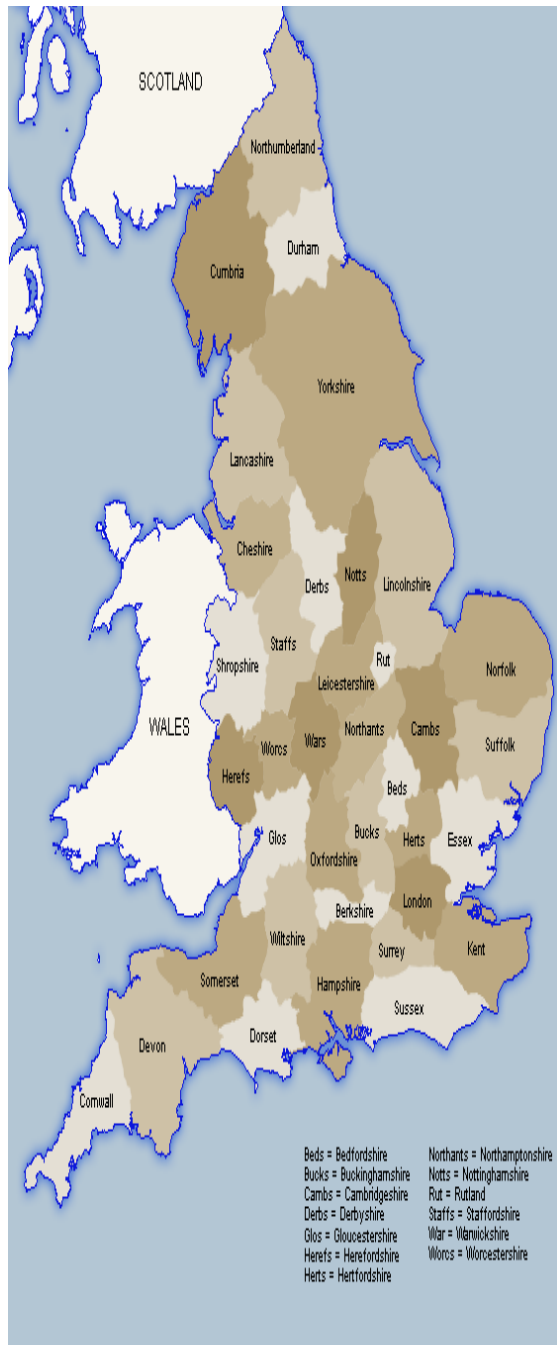 SCOTLAND
Northumberland
Durham
Cumbria
Yorkshire
Lancashire
Cheshire
Derbs
Notts
Lincolnshire
Staffs
Shropshire
Rut
Norfolk
Leicestershire
WALES
Worcs
Wars
Northants
Cambs
Suffolk
Herefs
Beds
Glos
Bucks
Herts
Essex
Oxfordshire
London
Berkshire
Wiltshire
Surrey
Kent
Somerset
Hampshire
Sussex
Dorset
Devon
Cornwall
Beds = Bedfordshire
Bucks = Buckinghamshire
Cambs = Cambridgeshire
Derbs = Derbyshire
Glos = Gloucestershire
Herefs = Herefordshire
Herts = Hertfordshire
Northants = Northamptonshire
Notts = Nottinghamshire
Rut = Rutland
Staffs = Staffordshire
War = Warwickshire
Worcs = Worcestershire